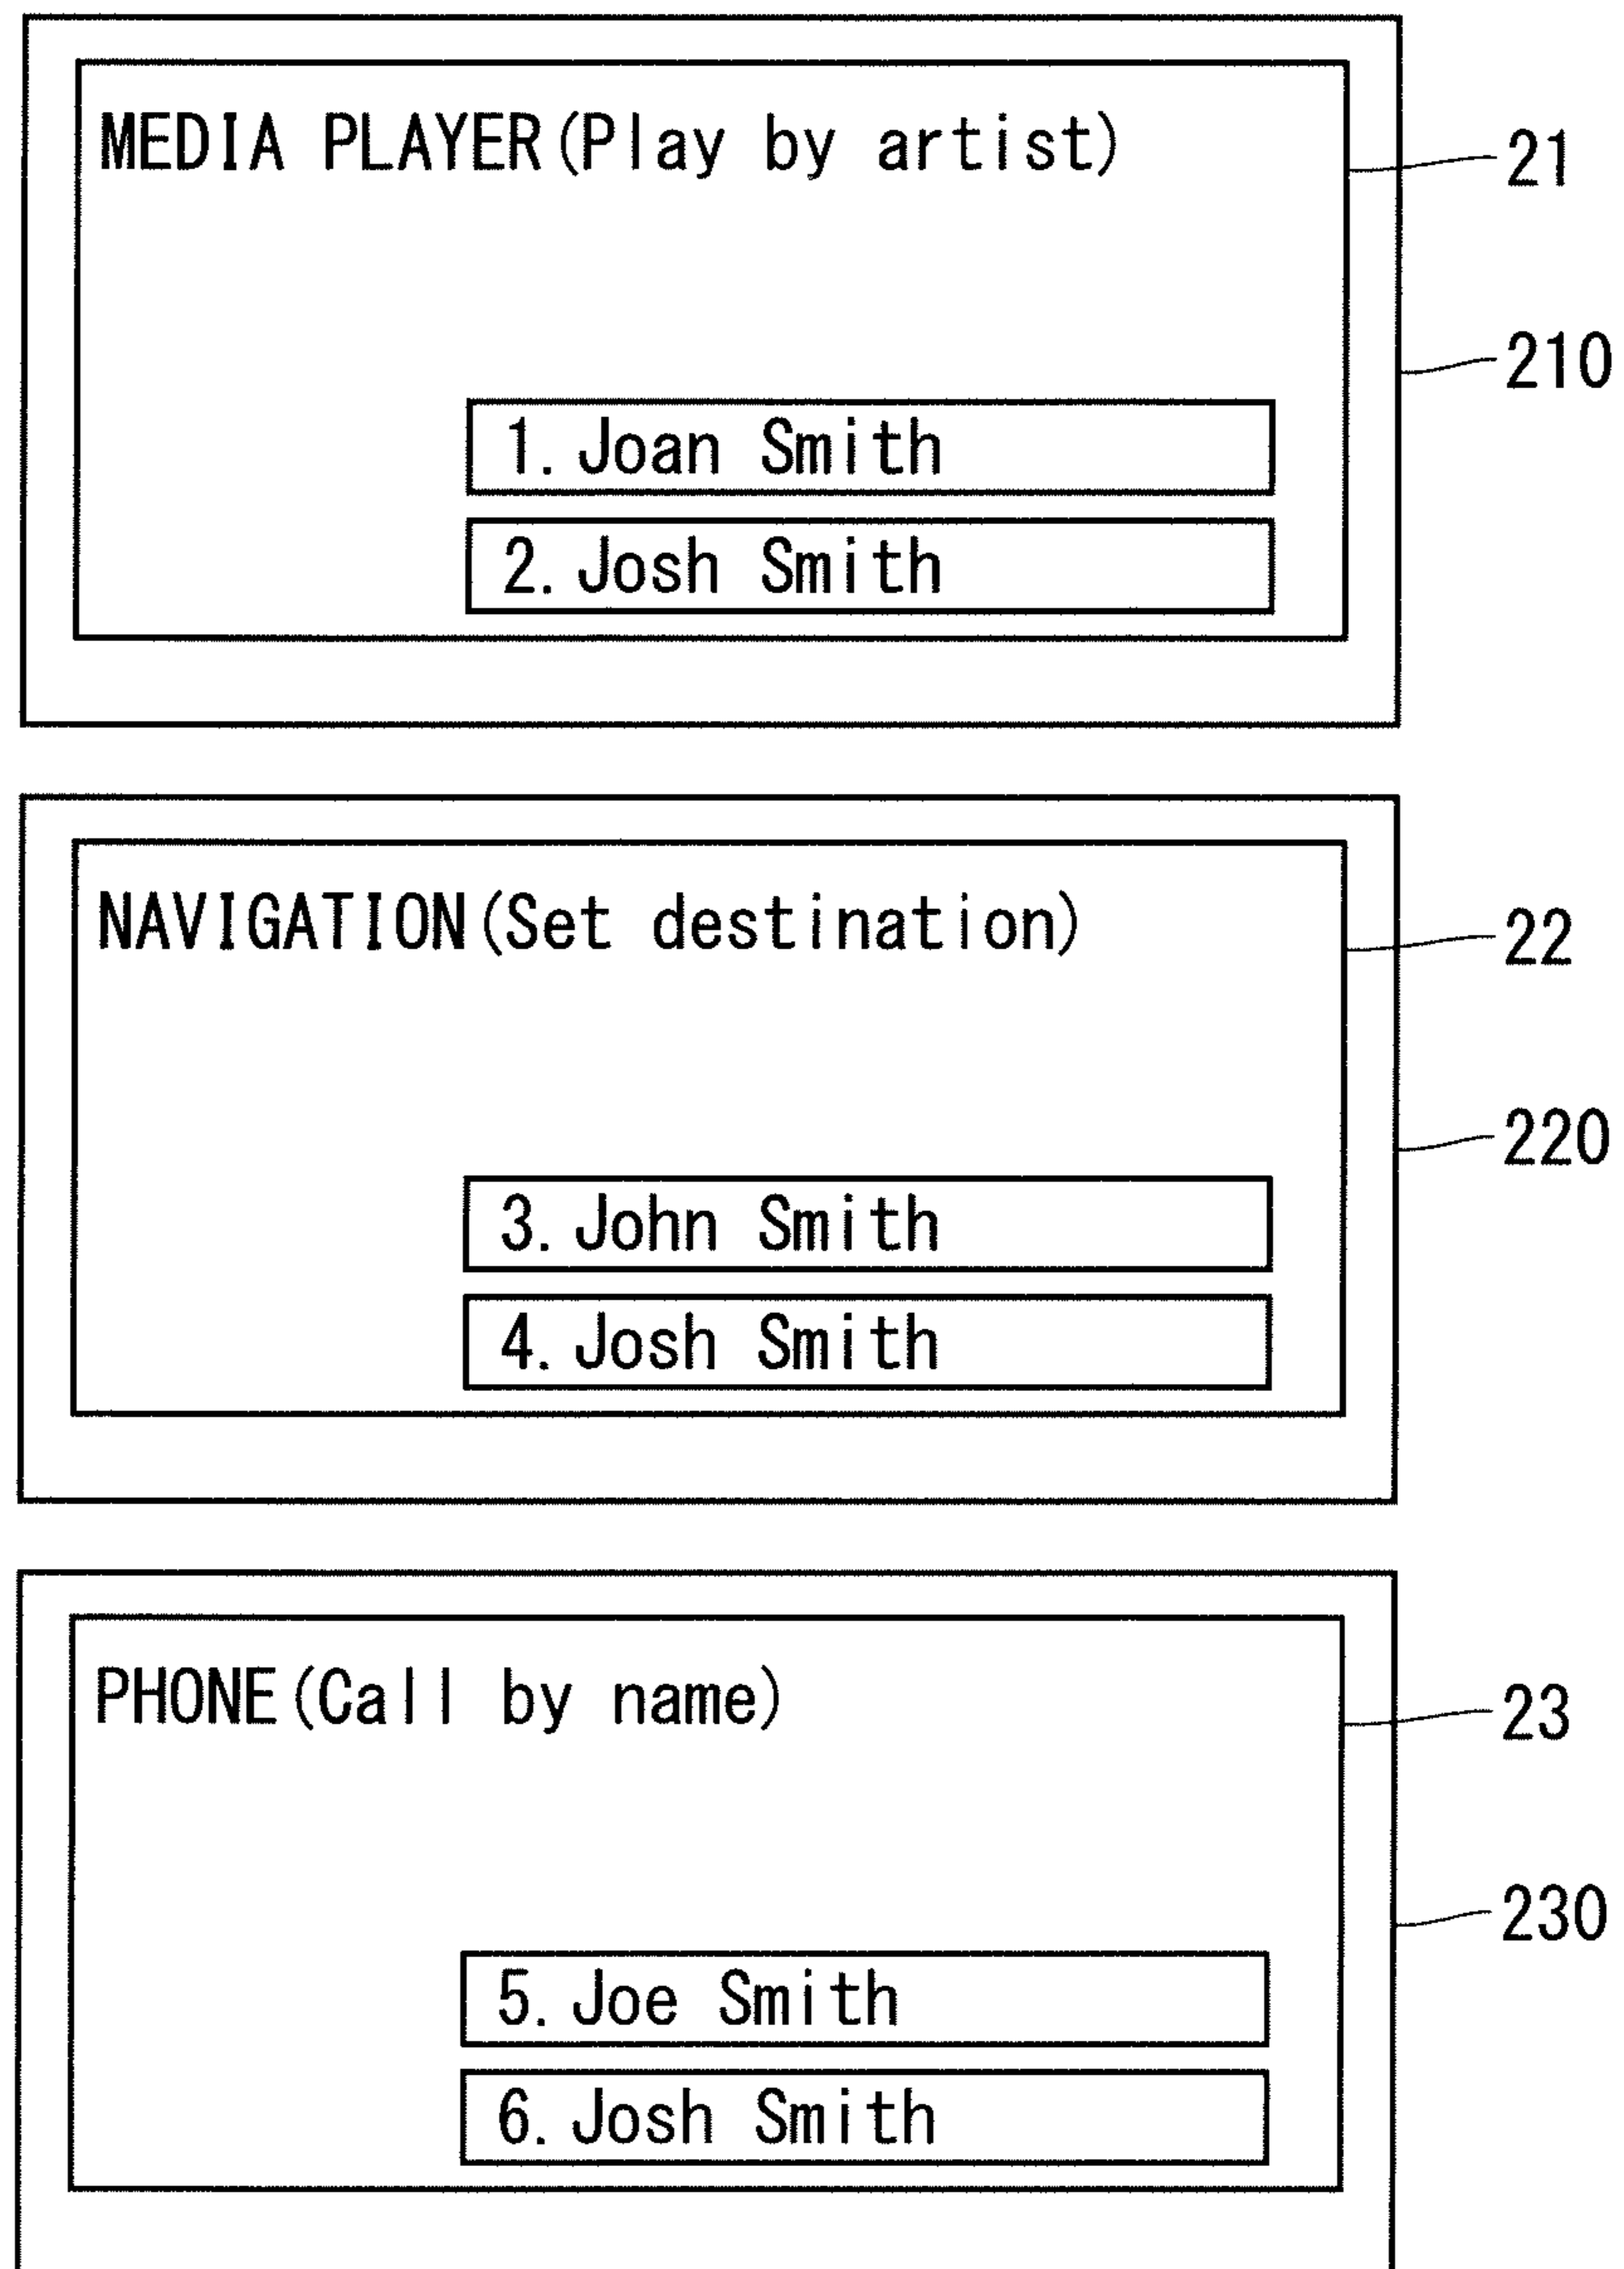 MEDIA PLAYER(Play by artist)
21
210
1. Joan Smith
2. Josh Smith
NAVIGATION(Set destination)
22
220
3. John Smith
4. Josh Smith
PHONE(Call by name)
23
230
5. Joe Smith
6. Josh Smith